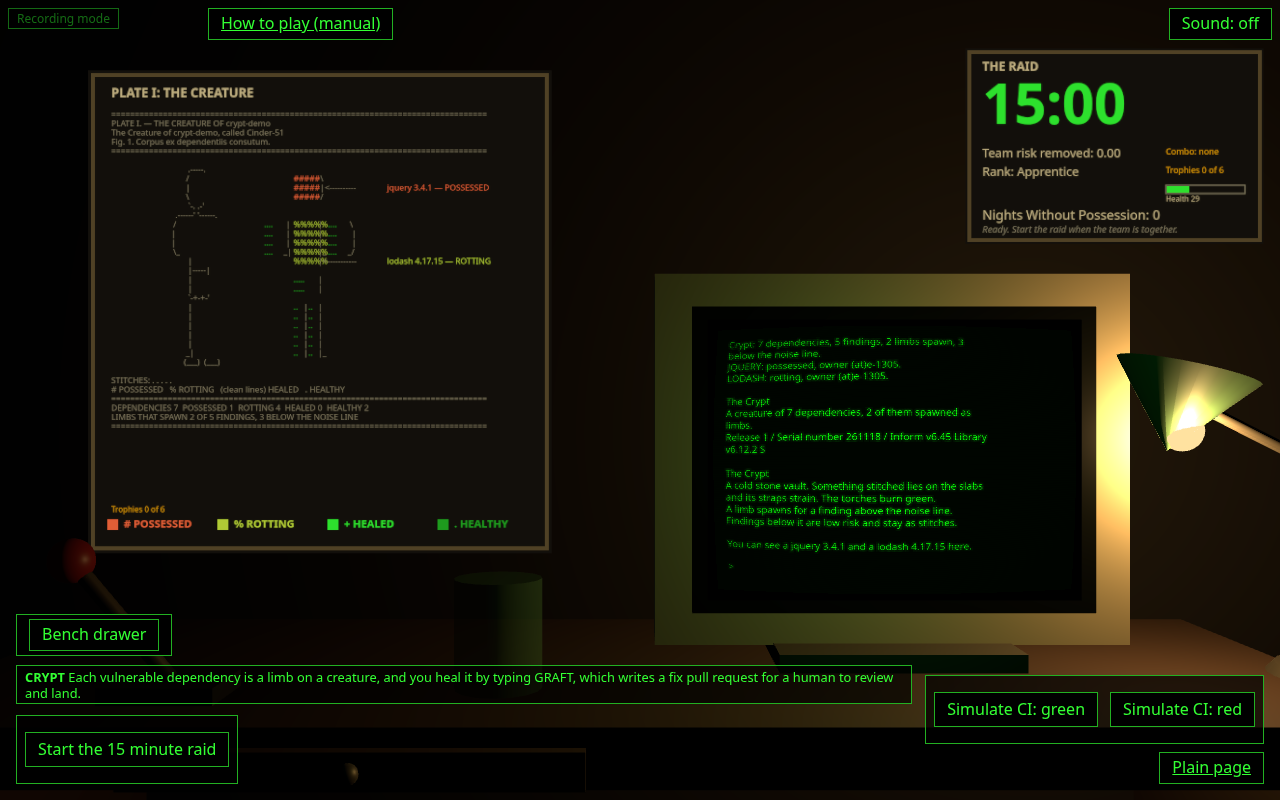 Recording mode
How to play (manual)
Sound: off
PLATE I: THE CREATURE
PLATE I. — THE CREATURE OF crypt-demo
The Creature of crypt-demo, called Cinder-51
Fig. 1. Corpus ex dependentiis consutum.
jquery 3.4.1 — POSSESSED
lodash 4.17.15 — ROTTING
STITCHES: . . . . .
# POSSESSED % ROTTING (clean lines) HEALED . HEALTHY
DEPENDENCIES 7 POSSESSED 1 ROTTING 4 HEALED 0 HEALTHY 2
LIMBS THAT SPAWN 2 OF 5 FINDINGS, 3 BELOW THE NOISE LINE
Trophies 0 of 6
# POSSESSED % ROTTING + HEALED . HEALTHY
THE RAID
15:00
Team risk removed: 0.00
Combo: none
Rank: Apprentice
Trophies 0 of 6
Health 29
Nights Without Possession: 0
Ready. Start the raid when the team is together.
Crypt: 7 dependencies, 5 findings, 2 limbs spawn, 3
below the noise line.
JQUERY: possessed, owner (at)e-1305.
LODASH: rotting, owner (at)e-1305.
The Crypt
A creature of 7 dependencies, 2 of them spawned as
limbs.
Release 1 / Serial number 261118 / Inform v6.45 Library
v6.12.2 S
The Crypt
A cold stone vault. Something stitched lies on the slabs
and its straps strain. The torches burn green.
A limb spawns for a finding above the noise line.
Findings below it are low risk and stay as stitches.
You can see a jquery 3.4.1 and a lodash 4.17.15 here.
>
Bench drawer
CRYPT Each vulnerable dependency is a limb on a creature, and you heal it by typing GRAFT, which writes a fix pull request for a human to review
and land.
Start the 15 minute raid
Simulate CI: green
Simulate CI: red
Plain page